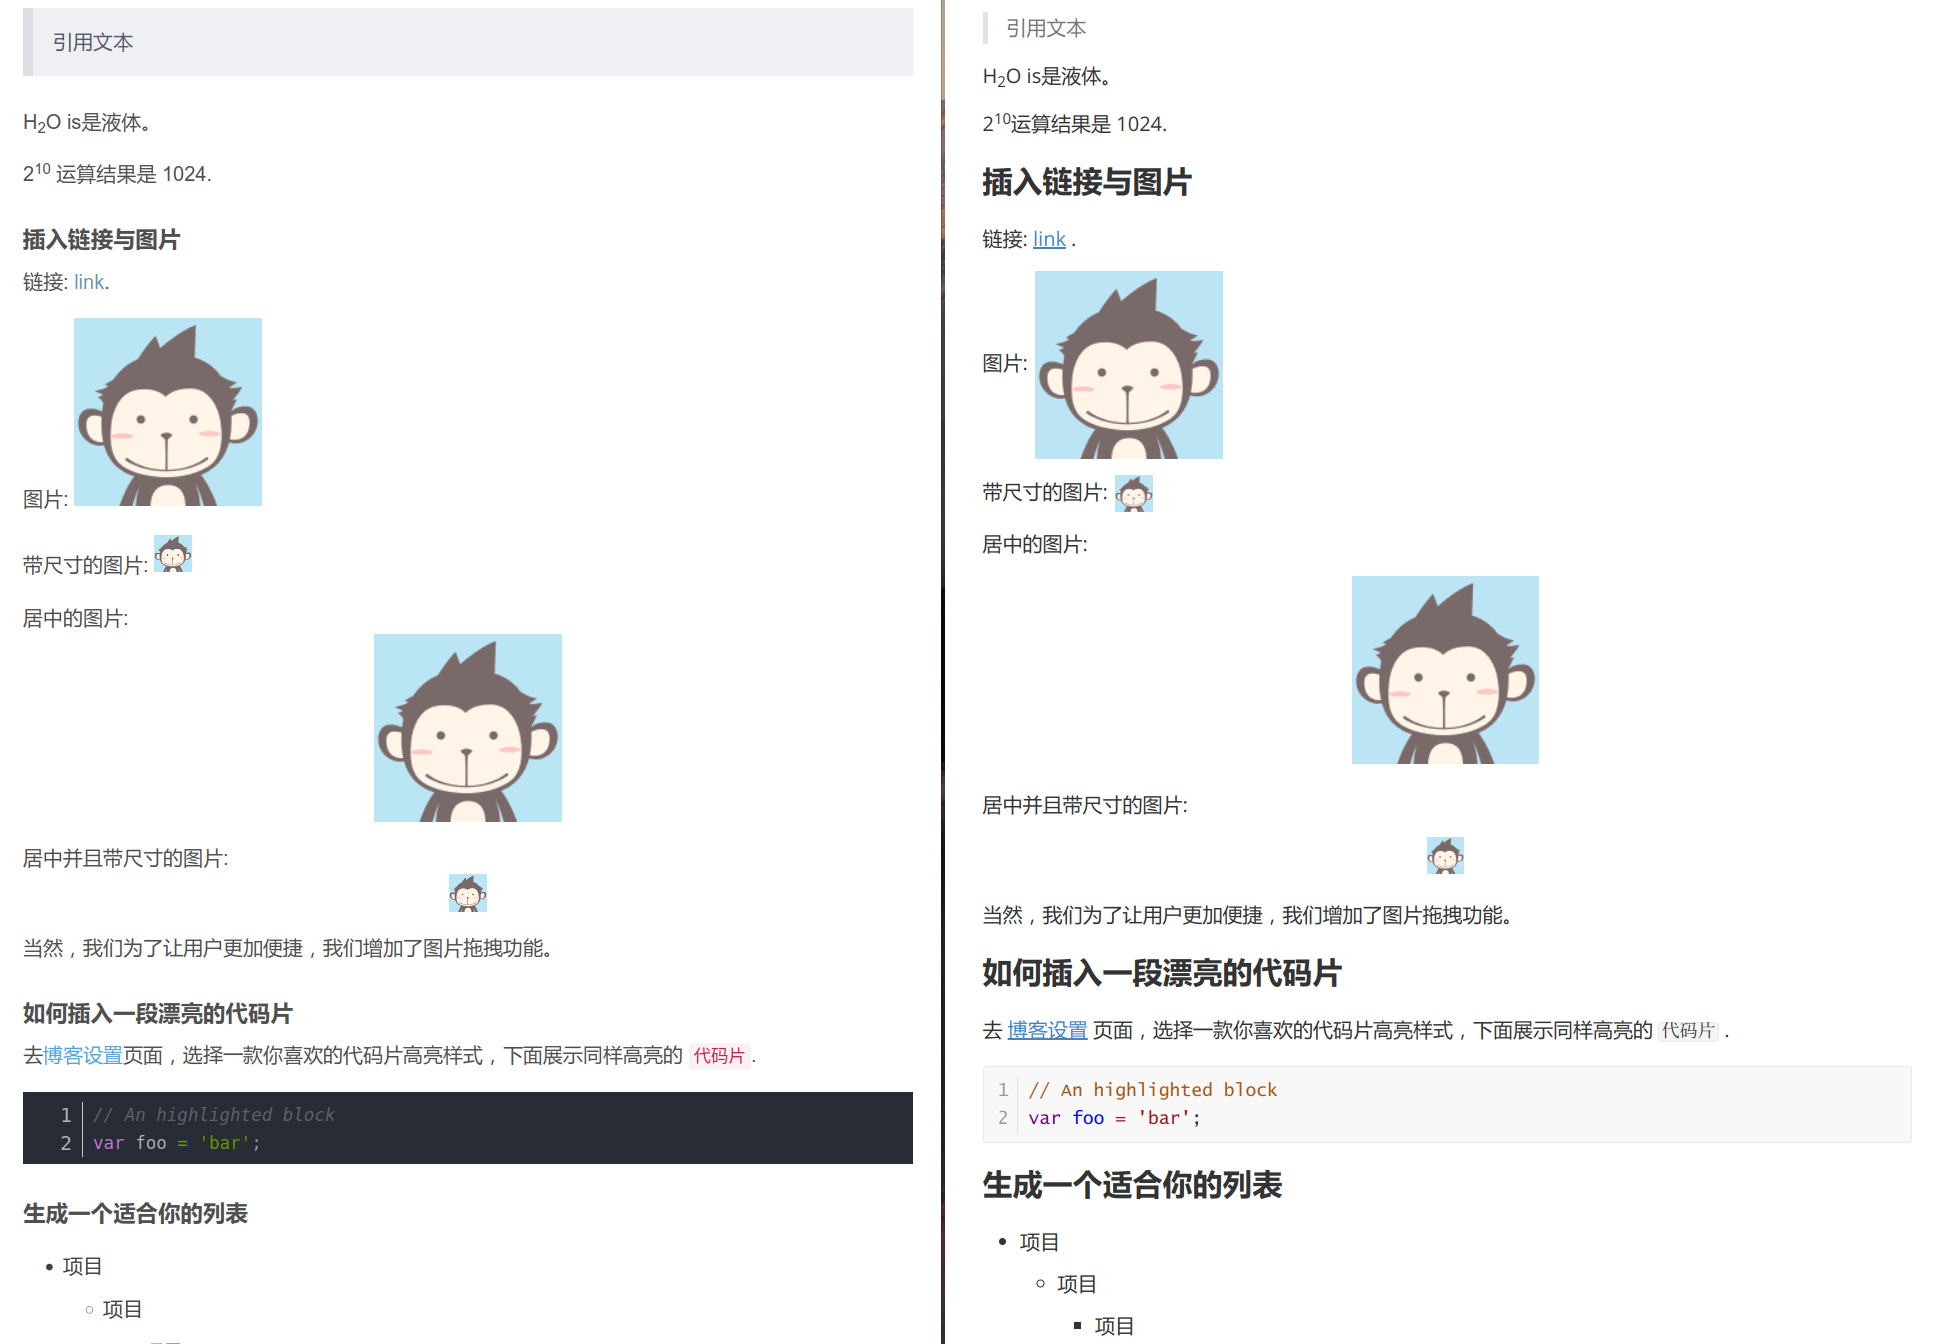 引用文本
H2O is是液体。
2^10 运算结果是 1024.
插入链接与图片
链接: link.
图片:
带尺寸的图片:
居中的图片:
居中并且带尺寸的图片:
当然，我们为了让用户更加便捷，我们增加了图片拖拽功能。
如何插入一段漂亮的代码片
去博客设置页面，选择一款你喜欢的代码片高亮样式，下面展示同样高亮的 代码片.
1 // An highlighted block
2 var foo = 'bar';
生成一个适合你的列表
• 项目
◦ 项目
引用文本
H2O is是液体。
2^10运算结果是 1024.
插入链接与图片
链接: link .
图片:
带尺寸的图片:
居中的图片:
居中并且带尺寸的图片:
当然，我们为了让用户更加便捷，我们增加了图片拖拽功能。
如何插入一段漂亮的代码片
去 博客设置 页面，选择一款你喜欢的代码片高亮样式，下面展示同样高亮的 代码片 .
1 // An highlighted block
2 var foo = 'bar';
生成一个适合你的列表
• 项目
◦ 项目
▪ 项目